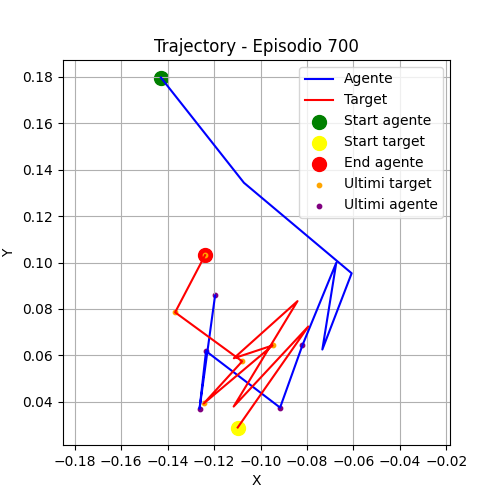 Trajectory - Episodio 700
Agente
Target
Start agente
Start target
End agente
Ultimi target
Ultimi agente
Y
0.18
0.16
0.14
0.12
0.10
0.08
0.06
0.04
−0.18 −0.16 −0.14 −0.12 −0.10 −0.08 −0.06 −0.04 −0.02
X